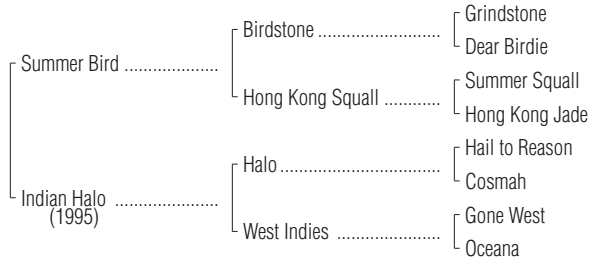 Grindstone
Birdstone ..........................
Dear Birdie
Summer Bird ....................
Summer Squall
Hong Kong Squall ............
Hong Kong Jade
Hail to Reason
Halo ..................................
Cosmah
Indian Halo ......................
(1995)
Gone West
West Indies ......................
Oceana